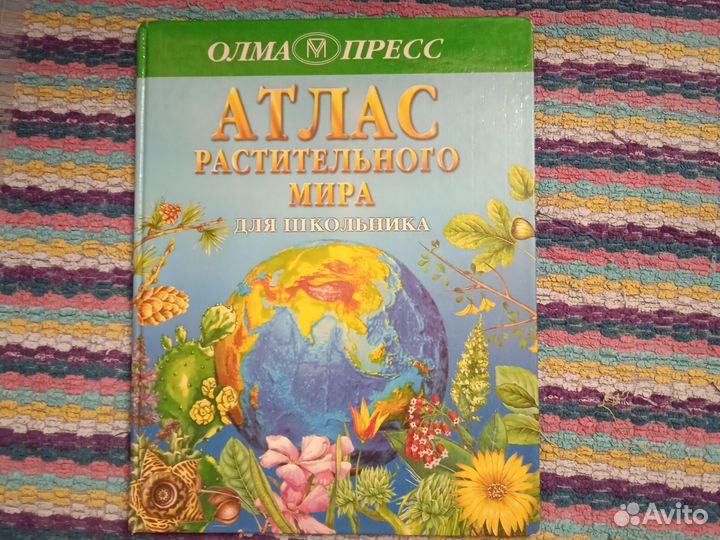 ОЛМА ПРЕСС
АТЛАС
РАСТИТЕЛЬНОГО
МИРА
ДЛЯ ШКОЛЬНИКА
Avito